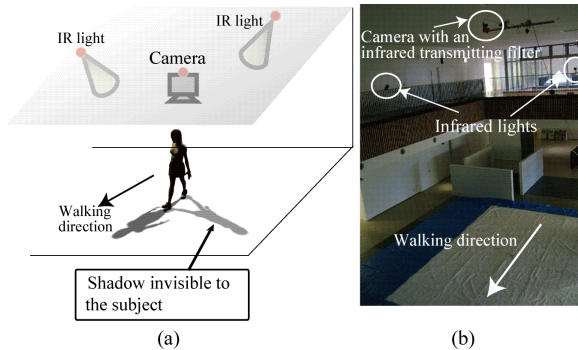 IR light
IR light
Camera
Walking
direction
Shadow invisible to
the subject
(a)
Camera with an
infrared transmitting filter
Infrared lights
Walking direction
(b)